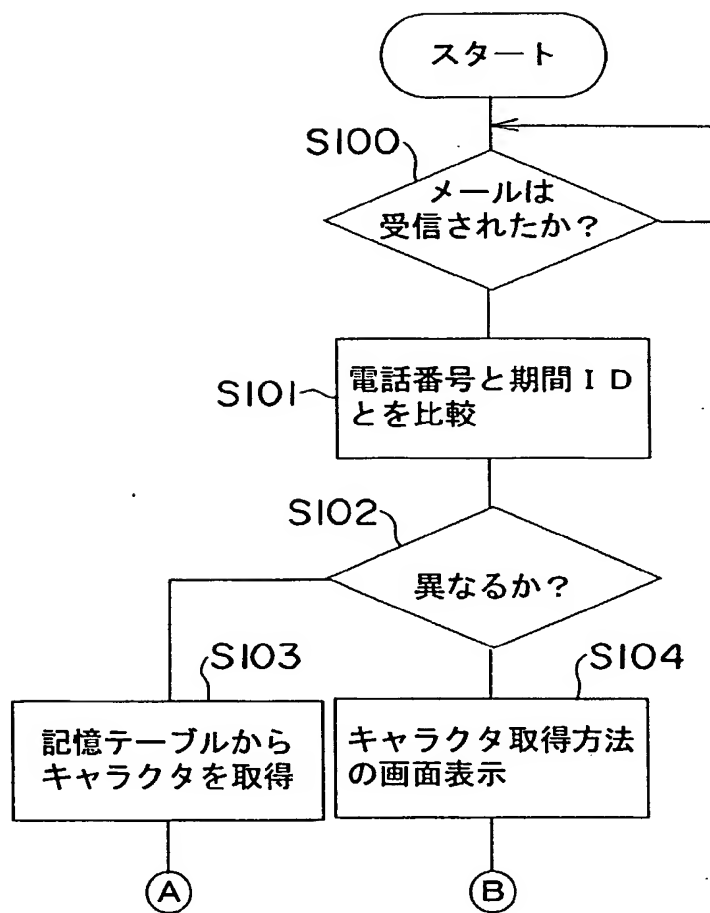 スタート
S100
メールは
受信されたか？
S101
電話番号と期間ＩＤ
とを比較
S102
異なるか？
S103
記憶テーブルから
キャラクタを取得
S104
キャラクタ取得方法
の画面表示
A
B